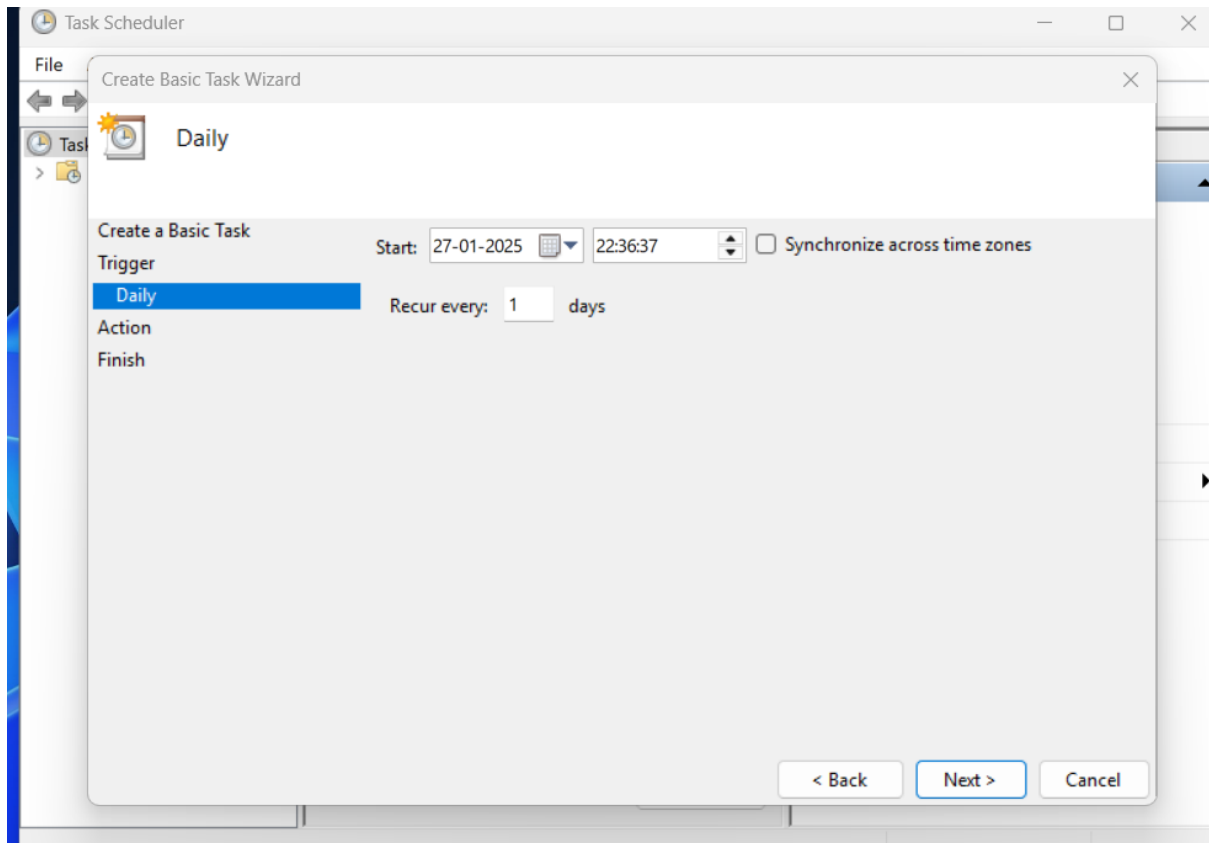 Task Scheduler
File
Create Basic Task Wizard
Daily
Create a Basic Task
Trigger
Daily
Action
Finish
Start: 27-01-2025 22:36:37 Synchronize across time zones
Recur every: 1 days
< Back Next > Cancel